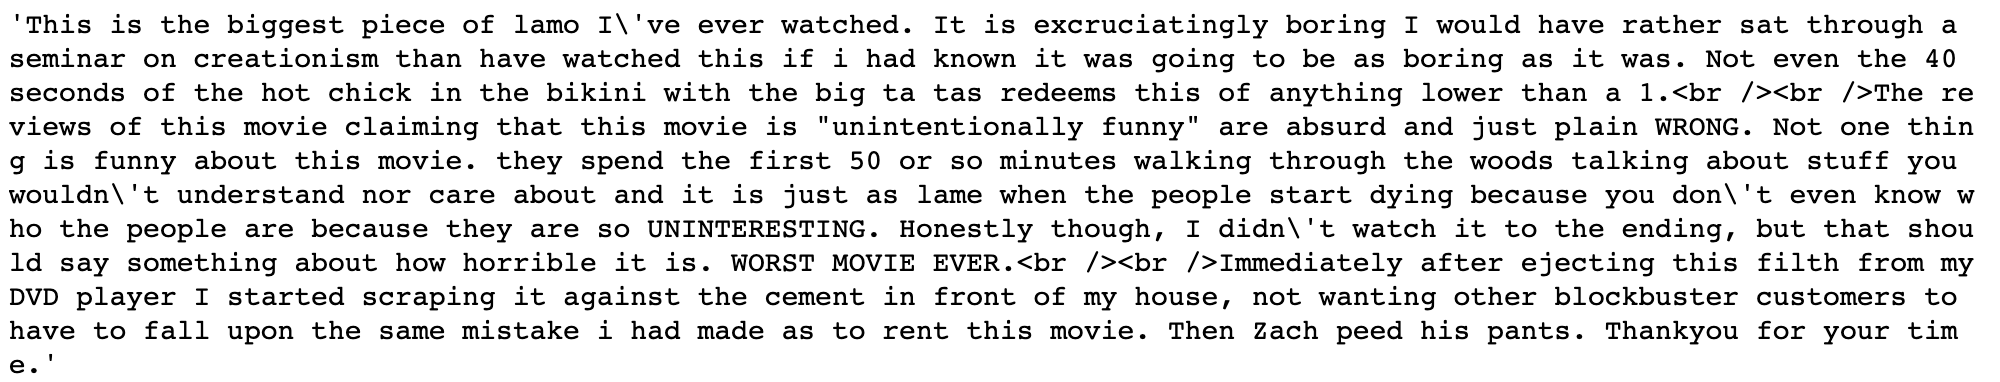 'This is the biggest piece of lamo I\'ve ever watched. It is excruciatingly boring I would have rather sat through a
seminar on creationism than have watched this if i had known it was going to be as boring as it was. Not even the 40
seconds of the hot chick in the bikini with the big ta tas redeems this of anything lower than a 1.<br /><br />The re
views of this movie claiming that this movie is "unintentionally funny" are absurd and just plain WRONG. Not one thin
g is funny about this movie. they spend the first 50 or so minutes walking through the woods talking about stuff you
wouldn\'t understand nor care about and it is just as lame when the people start dying because you don\'t even know w
ho the people are because they are so UNINTERESTING. Honestly though, I didn\'t watch it to the ending, but that shou
ld say something about how horrible it is. WORST MOVIE EVER.<br /><br />Immediately after ejecting this filth from my
DVD player I started scraping it against the cement in front of my house, not wanting other blockbuster customers to
have to fall upon the same mistake i had made as to rent this movie. Then Zach peed his pants. Thankyou for your tim
e.'